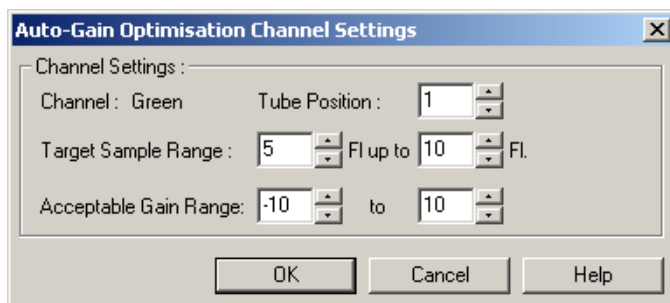 Auto-Gain Optimisation Channel Settings
Channel Settings :
Channel : Green Tube Position : 1
Target Sample Range : 5 Fl up to 10 Fl.
Acceptable Gain Range: -10 to 10
OK Cancel Help